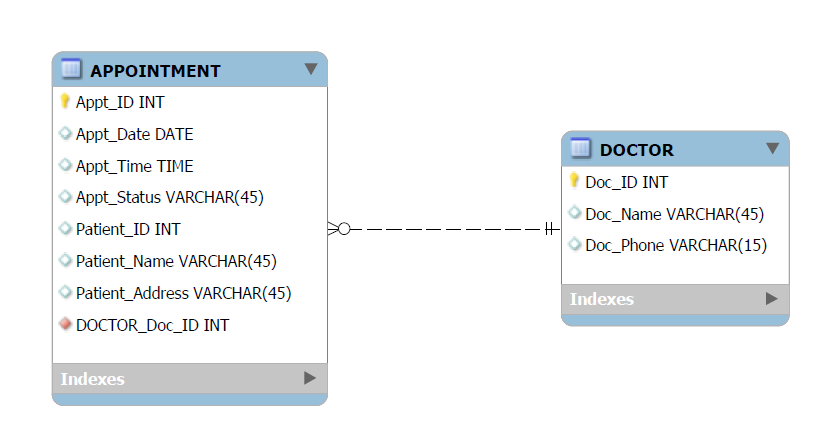 APPOINTMENT
Appt_ID INT
Appt_Date DATE
Appt_Time TIME
Appt_Status VARCHAR(45)
Patient_ID INT
Patient_Name VARCHAR(45)
Patient_Address VARCHAR(45)
DOCTOR_Doc_ID INT
Indexes
DOCTOR
Doc_ID INT
Doc_Name VARCHAR(45)
Doc_Phone VARCHAR(15)
Indexes